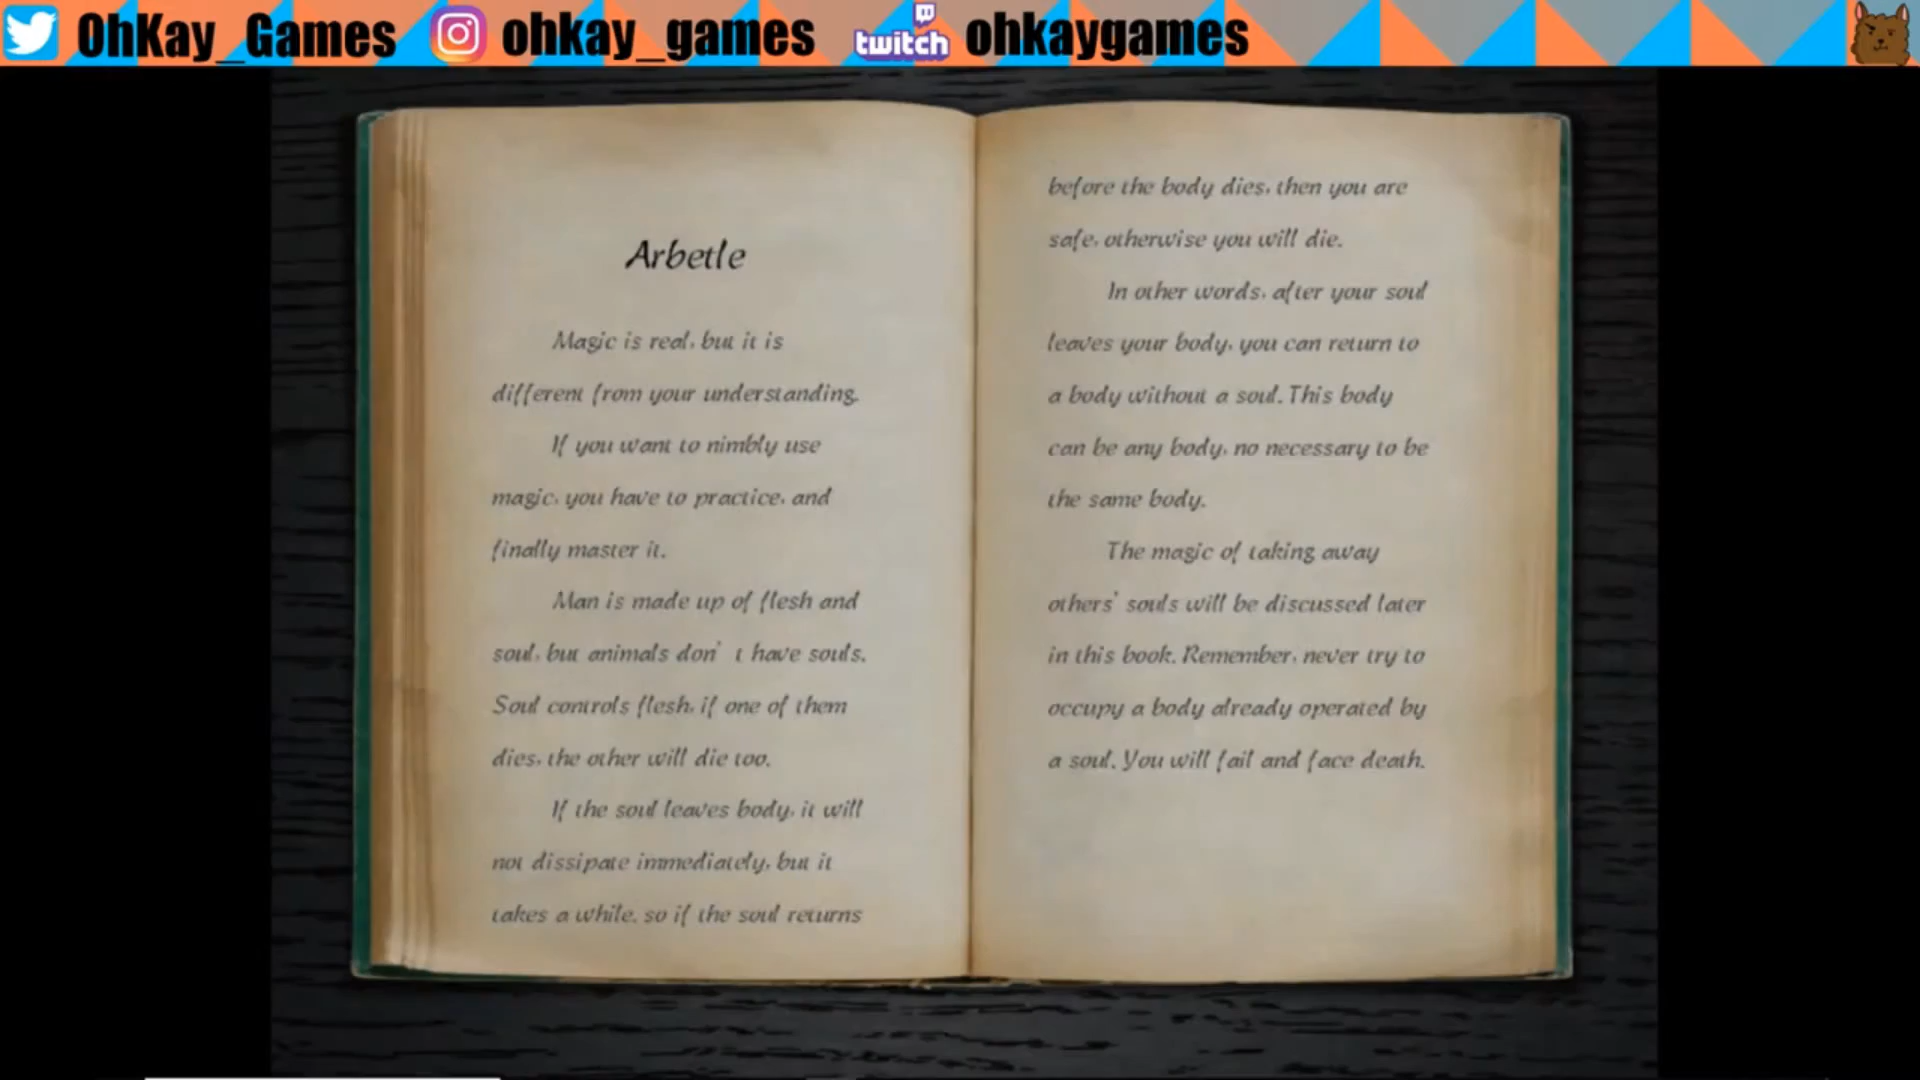 OhKay_Games ohkay_games twitch ohkaygames
Arbetle
Magic is real, but it is
different from your understanding.
If you want to nimbly use
magic, you have to practice, and
finally master it.
Man is made up of flesh and
soul, but animals don' t have souls.
Soul controls flesh, if one of them
dies, the other will die too.
If the soul leaves body, it will
not dissipate immediately, but it
takes a while, so if the soul returns
before the body dies, then you are
safe, otherwise you will die.
In other words, after your soul
leaves your body, you can return to
a body without a soul. This body
can be any body, no necessary to be
the same body.
The magic of taking away
others' souls will be discussed later
in this book. Remember, never try to
occupy a body already operated by
a soul. You will fail and face death.